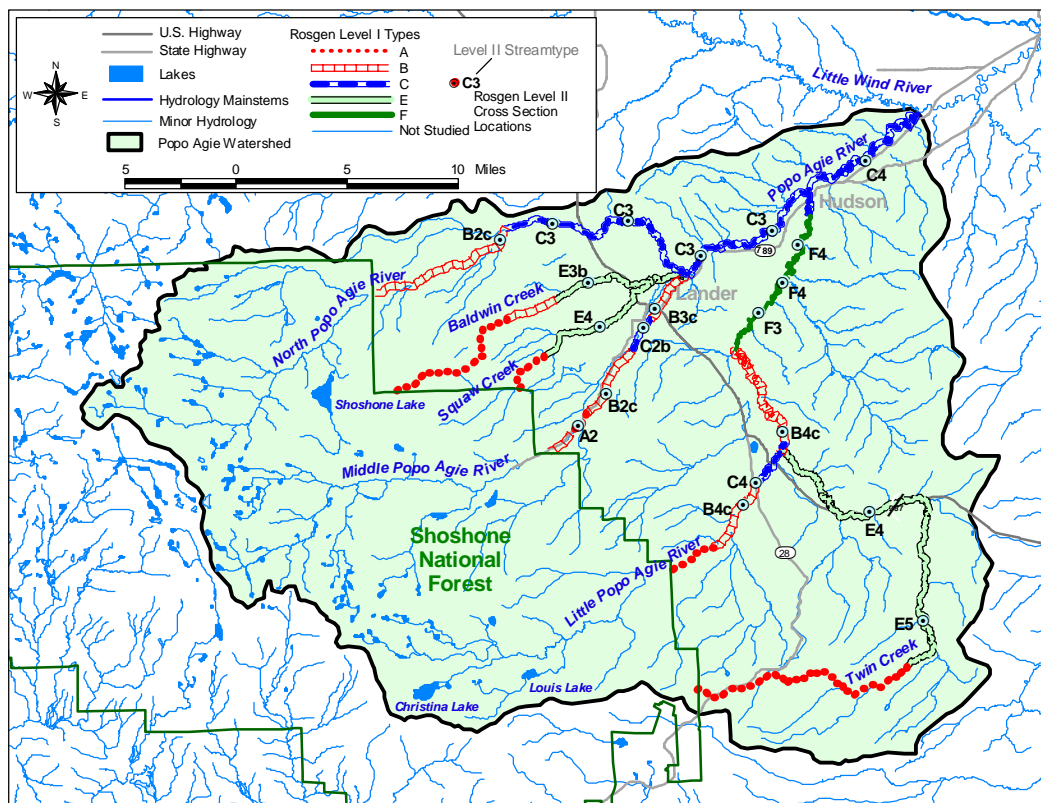 U.S. Highway
State Highway
Lakes
Hydrology Mainstems
Minor Hydrology
Popo Agie Watershed
N
W E
S
Rosgen Level I Types
A
B
C
E
F
Not Studied
Level II Streamtype
C3
Rosgen Level II
Cross Section
Locations
5 0 5 10 Miles
Little Wind River
Popo Agie River
C4
Hudson
C3
C3
C3
C3
B2c
789
F4
F4
F3
North Popo Agie River
E3b
Baldwin Creek
Lander
B3c
E4
C2b
Squaw Creek
Shoshone Lake
B2c
A2
Middle Popo Agie River
B4c
C4
B4c
E4
Shoshone
National
Forest
28
Little Popo Agie River
E5
Twin Creek
Louis Lake
Christina Lake